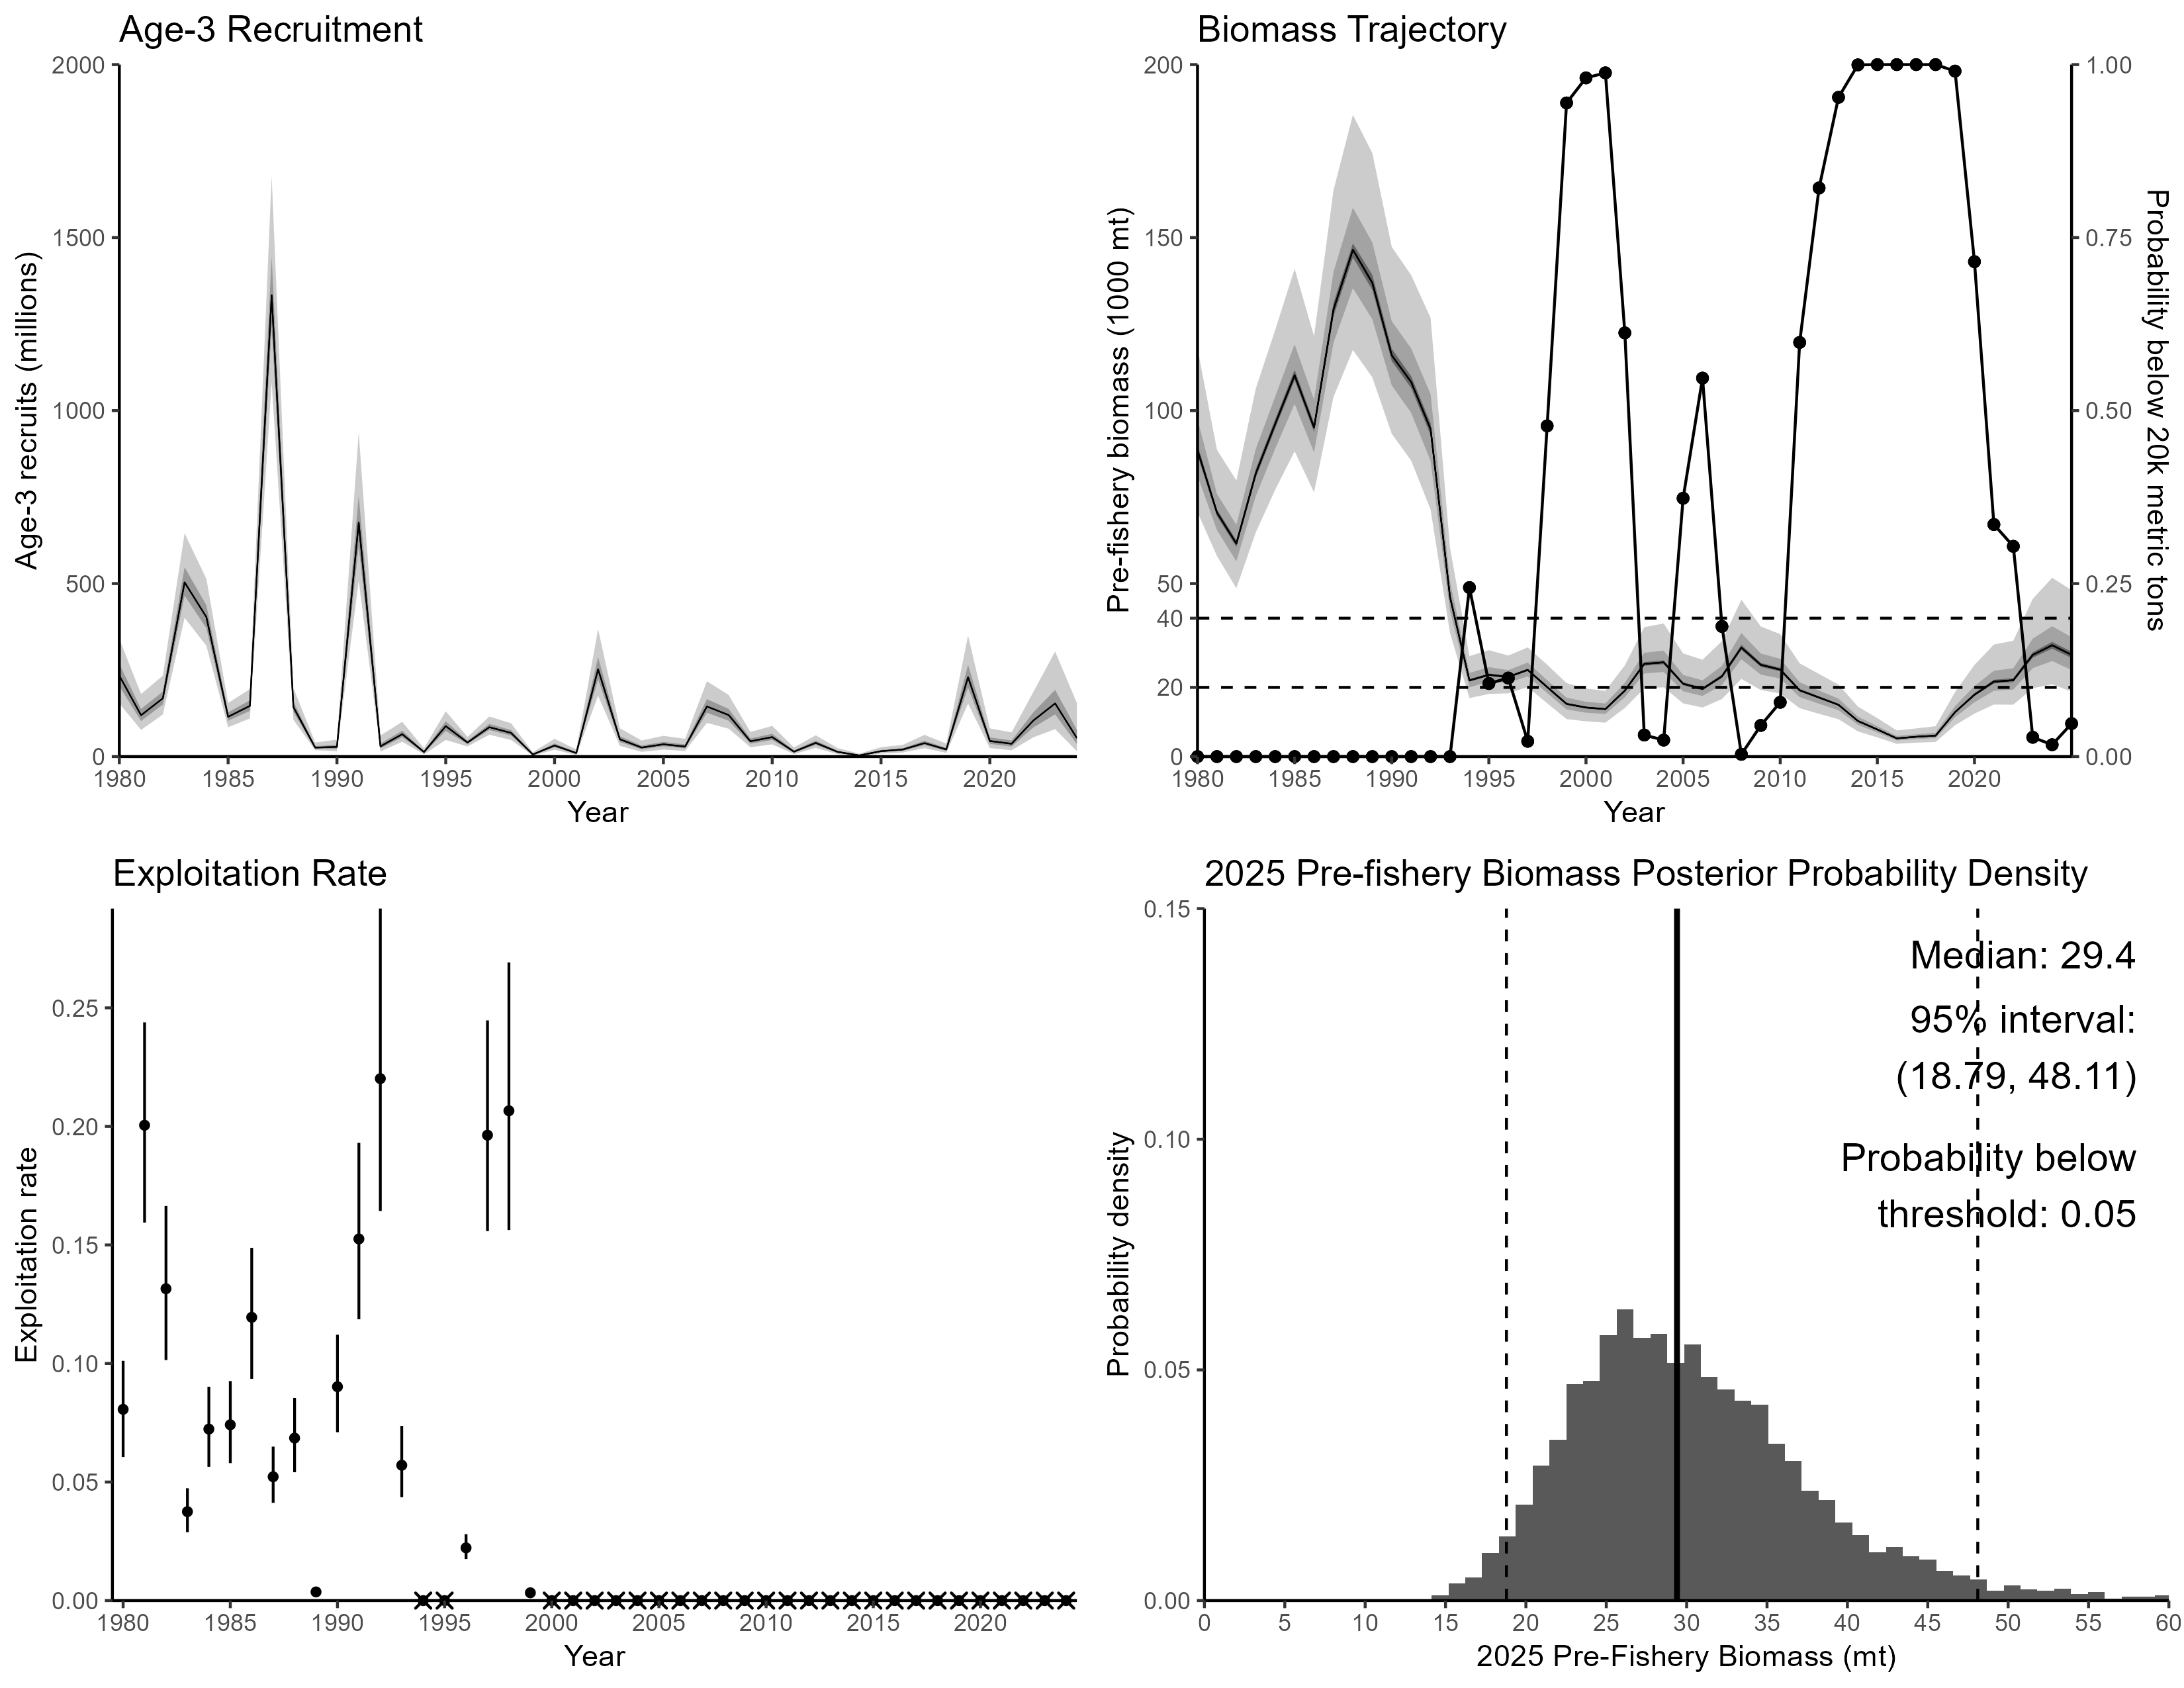 Age-3 Recruitment
2000
1500
1000
500
0
Age-3 recruits (millions)
1980 1985 1990 1995 2000 2005 2010 2015 2020
Year
Biomass Trajectory
200
150
100
50
40
20
0
Pre-fishery biomass (1000 mt)
1.00
0.75
0.50
0.25
0.00
Probability below 20k metric tons
1980 1985 1990 1995 2000 2005 2010 2015 2020
Year
Exploitation Rate
0.25
0.20
0.15
0.10
0.05
0.00
Exploitation rate
1980 1985 1990 1995 2000 2005 2010 2015 2020
Year
2025 Pre-fishery Biomass Posterior Probability Density
0.15
0.10
0.05
0.00
Probability density
Median: 29.4
95% interval:
(18.79, 48.11)
Probability below
threshold: 0.05
0 5 10 15 20 25 30 35 40 45 50 55 60
2025 Pre-Fishery Biomass (mt)